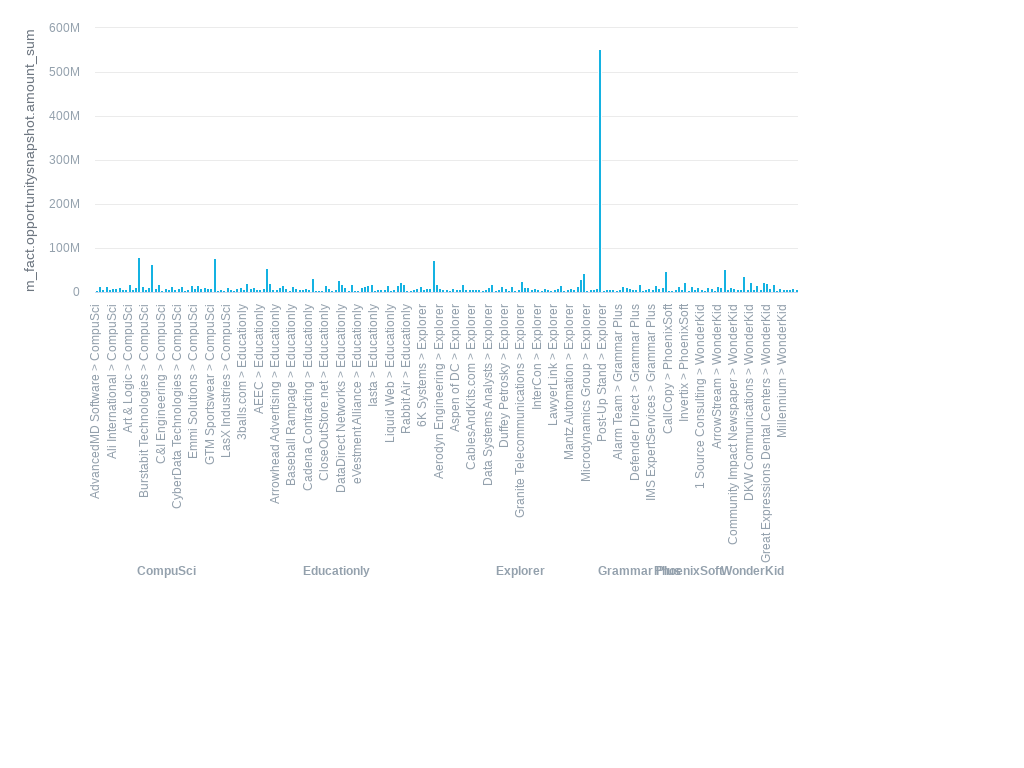 m_fact.opportunitysnapshot.amount_sum
600M
500M
400M
300M
200M
100M
0
AdvancedMD Software > CompuSci
Ali International > CompuSci
Art & Logic > CompuSci
Burstabit Technologies > CompuSci
C&I Engineering > CompuSci
CyberData Technologies > CompuSci
Emmi Solutions > CompuSci
GTM Sportswear > CompuSci
LasX Industries > CompuSci
3balls.com > Educationly
AEEC > Educationly
Arrowhead Advertising > Educationly
Baseball Rampage > Educationly
Cadena Contracting > Educationly
CloseOutStore.net > Educationly
DataDirect Networks > Educationly
eVestment Alliance > Educationly
Iasta > Educationly
Liquid Web > Educationly
Rabbit Air > Educationly
6K Systems > Explorer
Aerodyn Engineering > Explorer
Aspen of DC > Explorer
CablesAndKits.com > Explorer
Data Systems Analysts > Explorer
Duffey Petrosky > Explorer
Granite Telecommunications > Explorer
InterCon > Explorer
LawyerLink > Explorer
Mantz Automation > Explorer
Microdynamics Group > Explorer
Post-Up Stand > Explorer
Alarm Team > Grammar Plus
Defender Direct > Grammar Plus
IMS ExpertServices > Grammar Plus
CallCopy > PhoenixSoft
Invertix > PhoenixSoft
1 Source Consulting > WonderKid
ArrowStream > WonderKid
Community Impact Newspaper > WonderKid
DKW Communications > WonderKid
Great Expressions Dental Centers > WonderKid
Millennium > WonderKid
CompuSci
Educationly
Explorer
Grammar Plus
PhoenixSoft
WonderKid